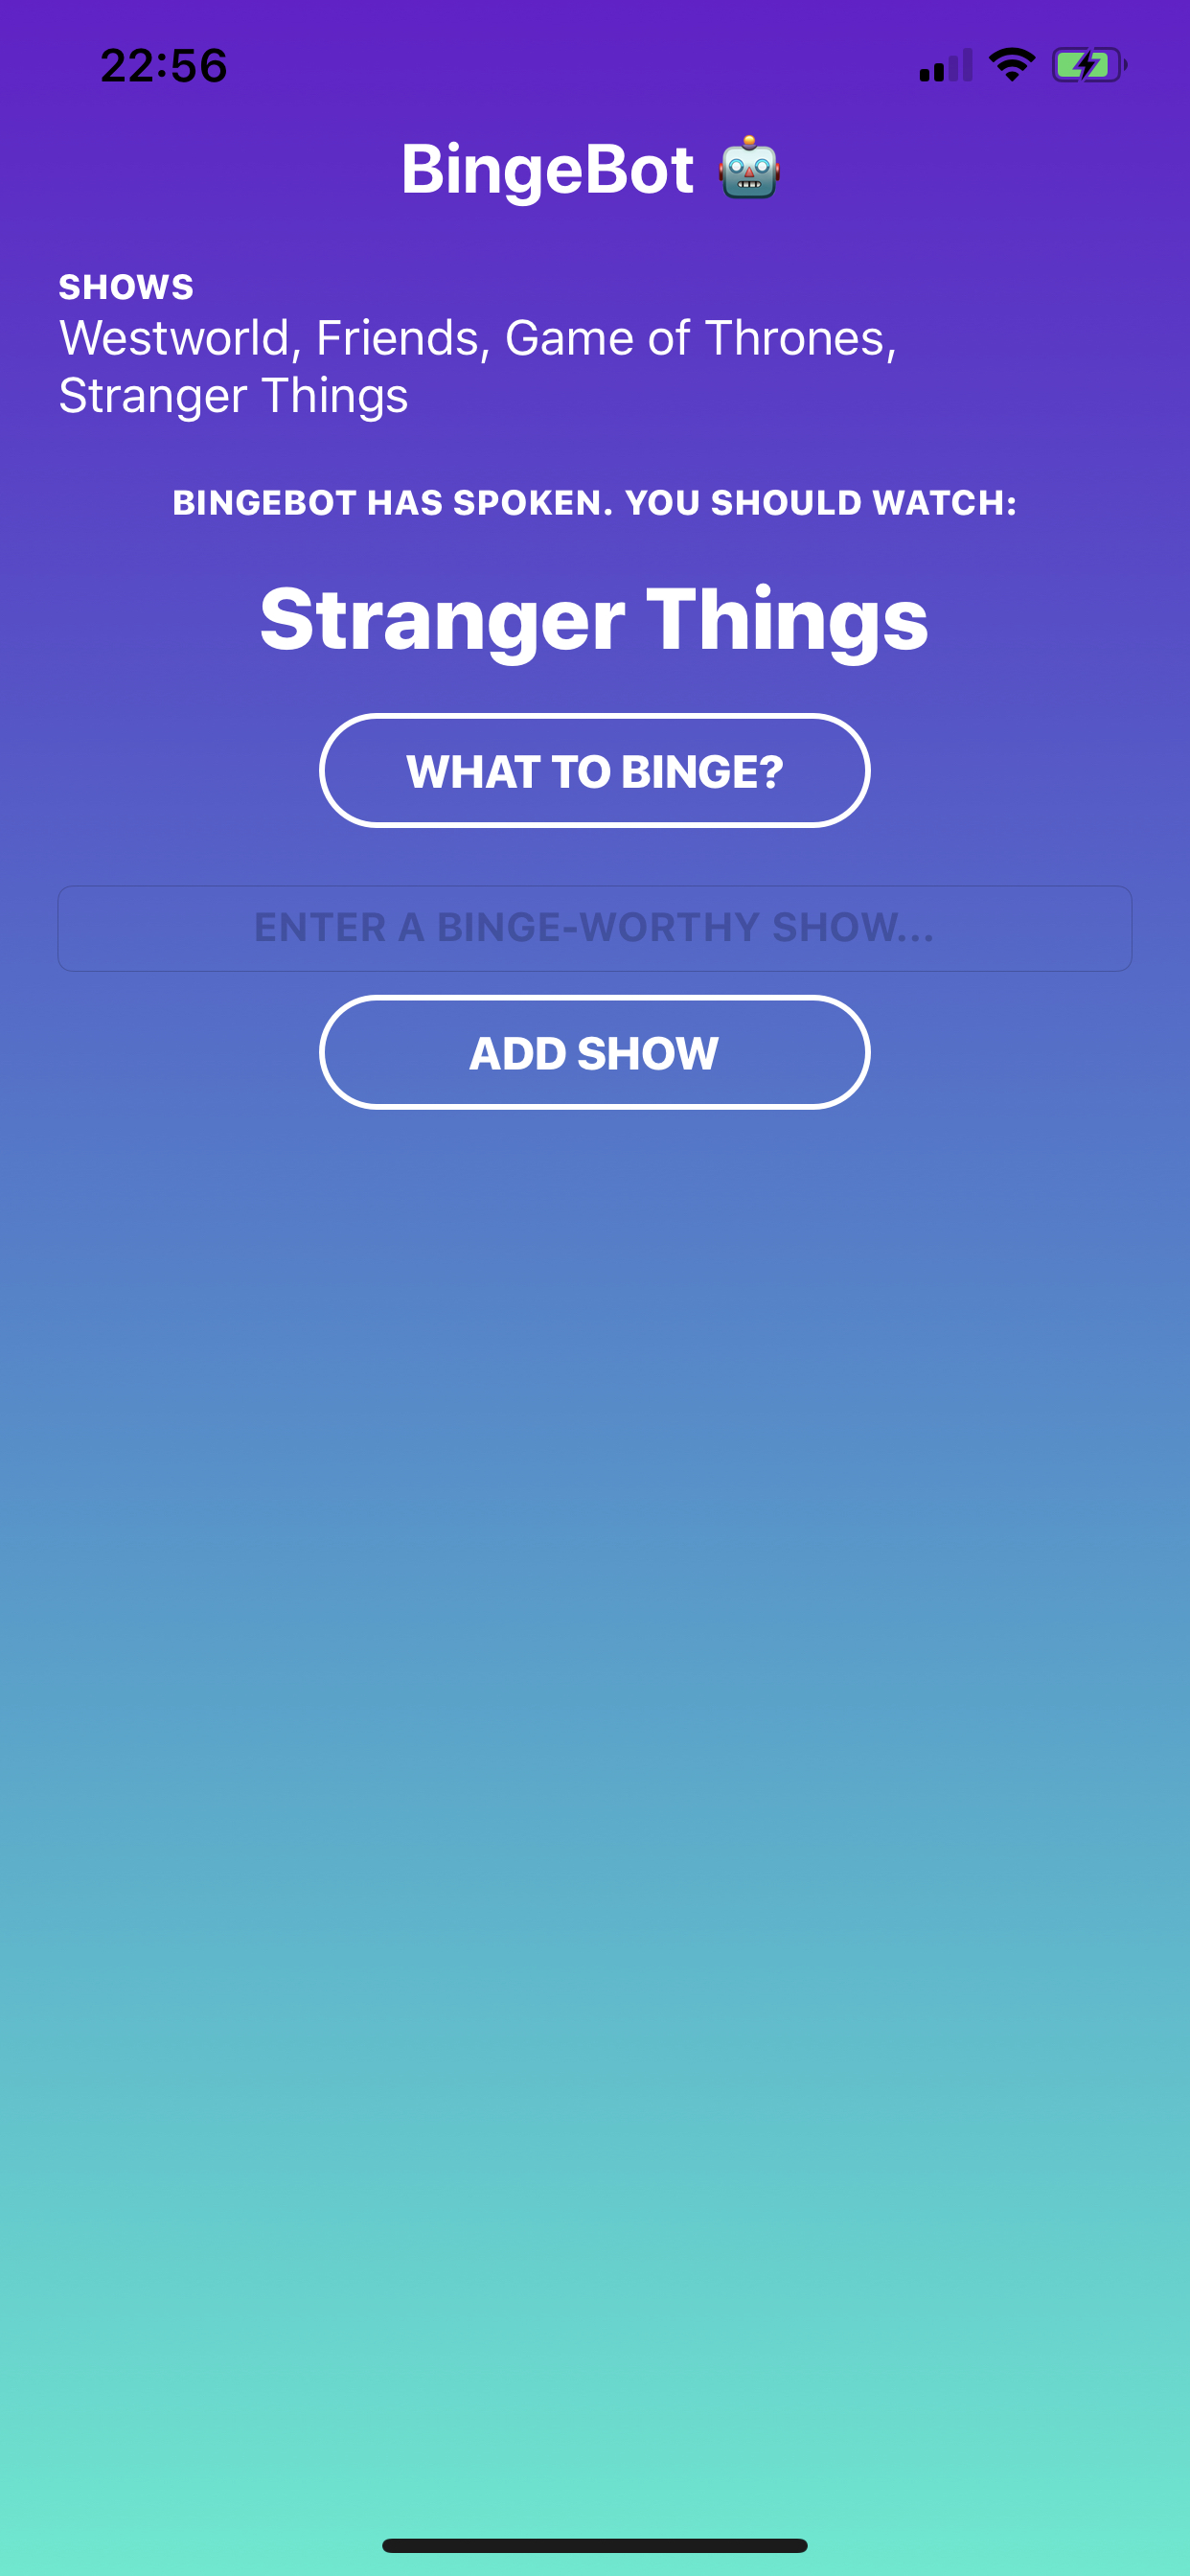 22:56
BingeBot 🤖
SHOWS
Westworld, Friends, Game of Thrones,
Stranger Things
BINGEBOT HAS SPOKEN. YOU SHOULD WATCH:
Stranger Things
WHAT TO BINGE?
ENTER A BINGE-WORTHY SHOW...
ADD SHOW